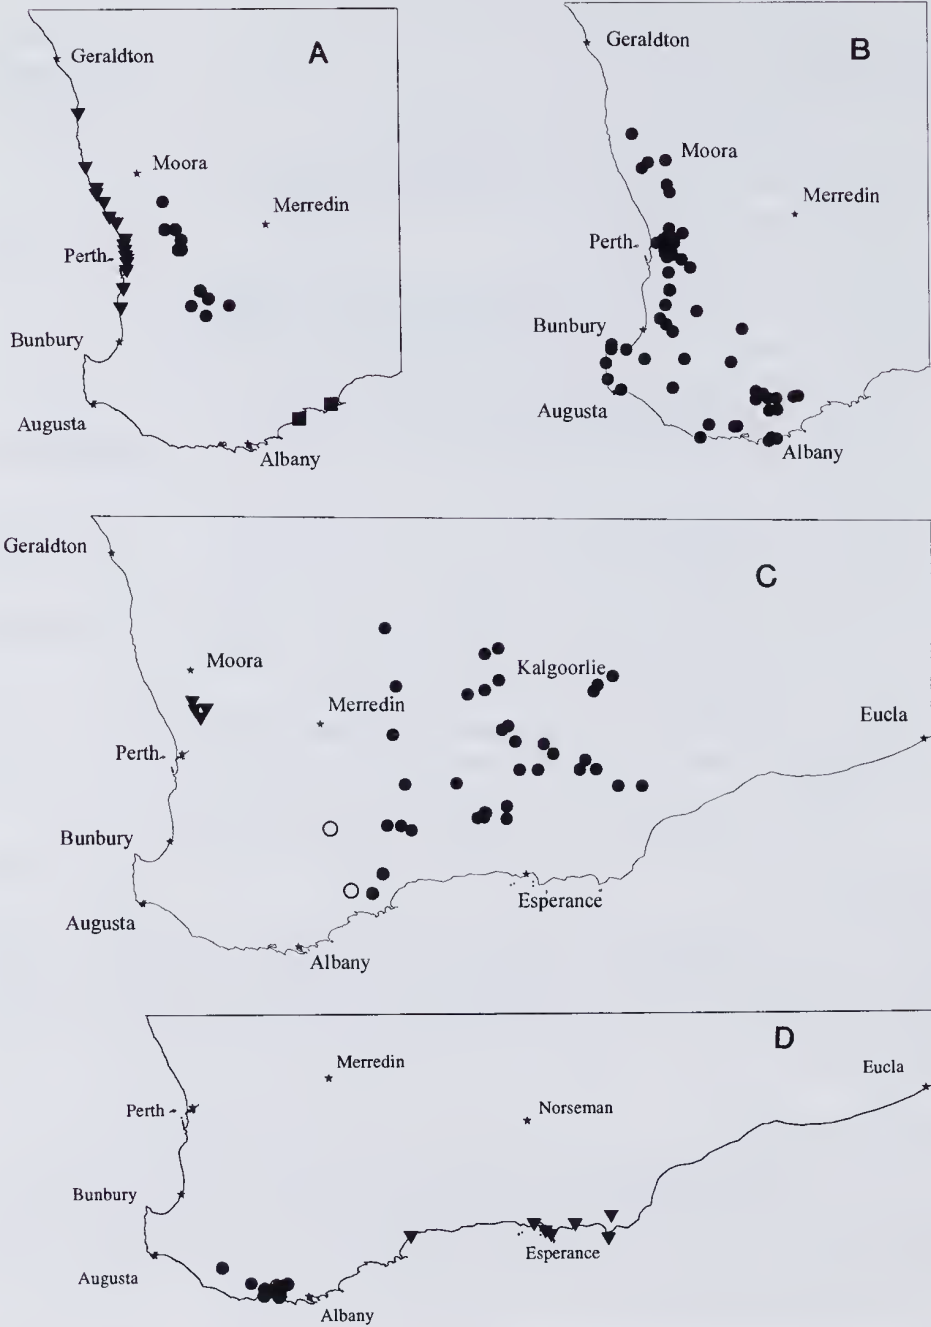 A
Geraldton
Moora
Merredin
Perth
Bunbury
Augusta
Albany
B
Geraldton
Moora
Merredin
Perth
Bunbury
Augusta
Albany
C
Geraldton
Moora
Kalgoorlie
Merredin
Eucla
Perth
Bunbury
Esperance
Augusta
Albany
D
Merredin
Eucla
Perth
Norseman
Bunbury
Esperance
Augusta
Albany